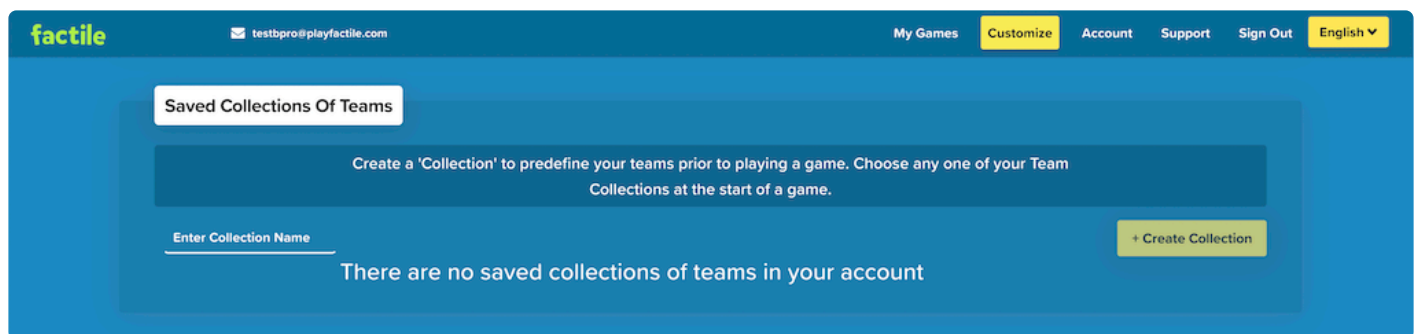 factile
testbpro@playfactile.com
My Games
Customize
Account
Support
Sign Out
English
Saved Collections Of Teams
Create a 'Collection' to predefine your teams prior to playing a game. Choose any one of your Team
Collections at the start of a game.
Enter Collection Name
+ Create Collection
There are no saved collections of teams in your account